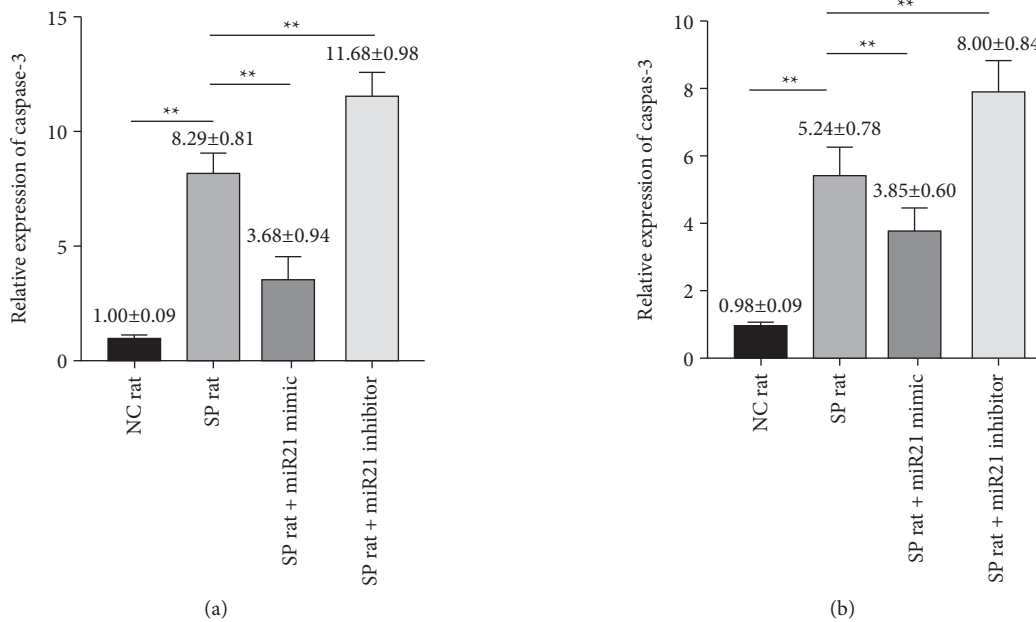 15
10
5
0
Relative expression of caspase-3
**
**
**
1.00±0.09
8.29±0.81
3.68±0.94
11.68±0.98
NC rat
SP rat
SP rat + miR21 mimic
SP rat + miR21 inhibitor
(a)
10
8
6
4
2
0
Relative expression of caspas-3
**
**
**
0.98±0.09
5.24±0.78
3.85±0.60
8.00±0.84
NC rat
SP rat
SP rat + miR21 mimic
SP rat + miR21 inhibitor
(b)